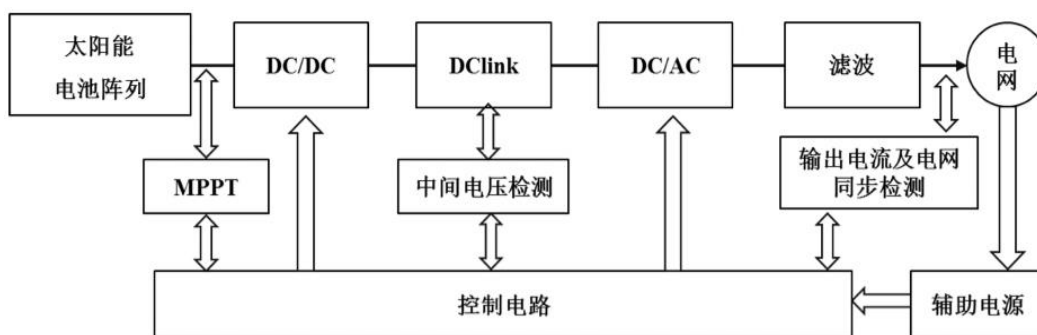 太阳能
电池阵列
DC/DC
DClink
DC/AC
滤波
电
网
MPPT
中间电压检测
输出电流及电网
同步检测
控制电路
辅助电源